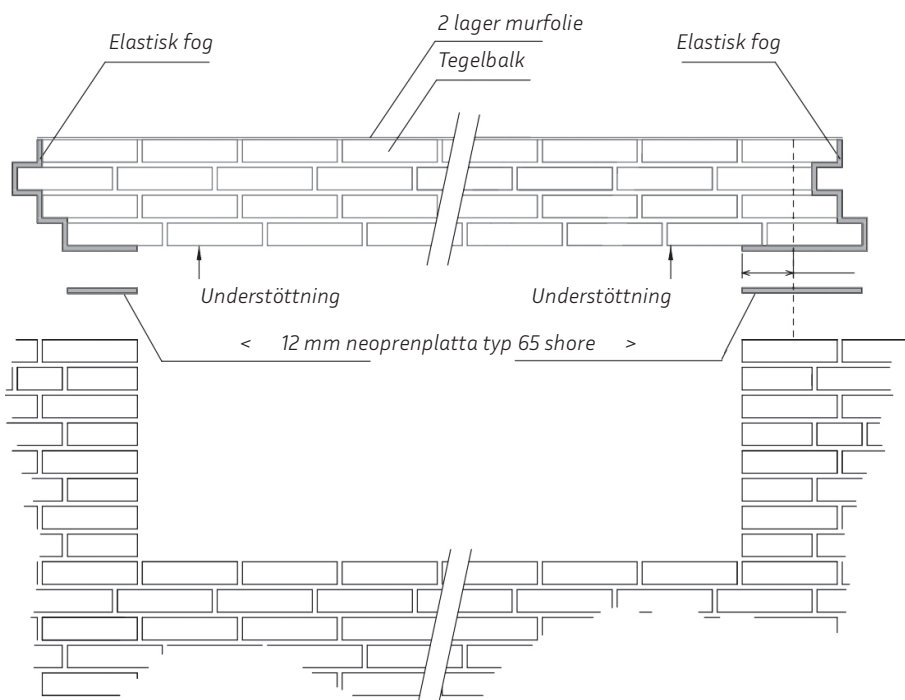 2 lager murfolie
Elastisk fog
Elastisk fog
Tegelbalk
Understöttning
Understöttning
< 12 mm neoprenplatta typ 65 shore >